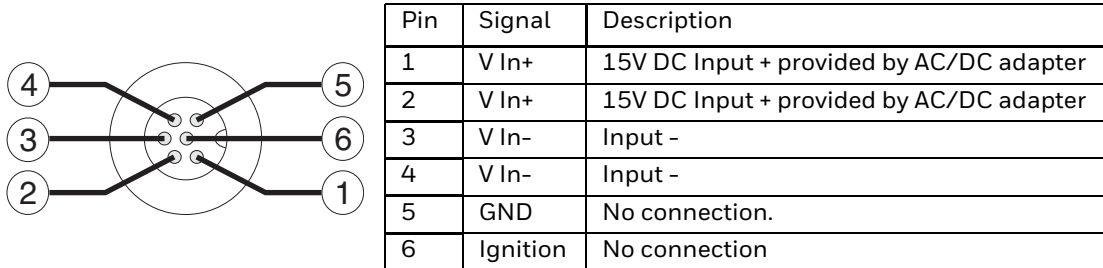 4 5
3 6
2 1
Pin Signal Description
1 V In+ 15V DC Input + provided by AC/DC adapter
2 V In+ 15V DC Input + provided by AC/DC adapter
3 V In- Input -
4 V In- Input -
5 GND No connection.
6 Ignition No connection